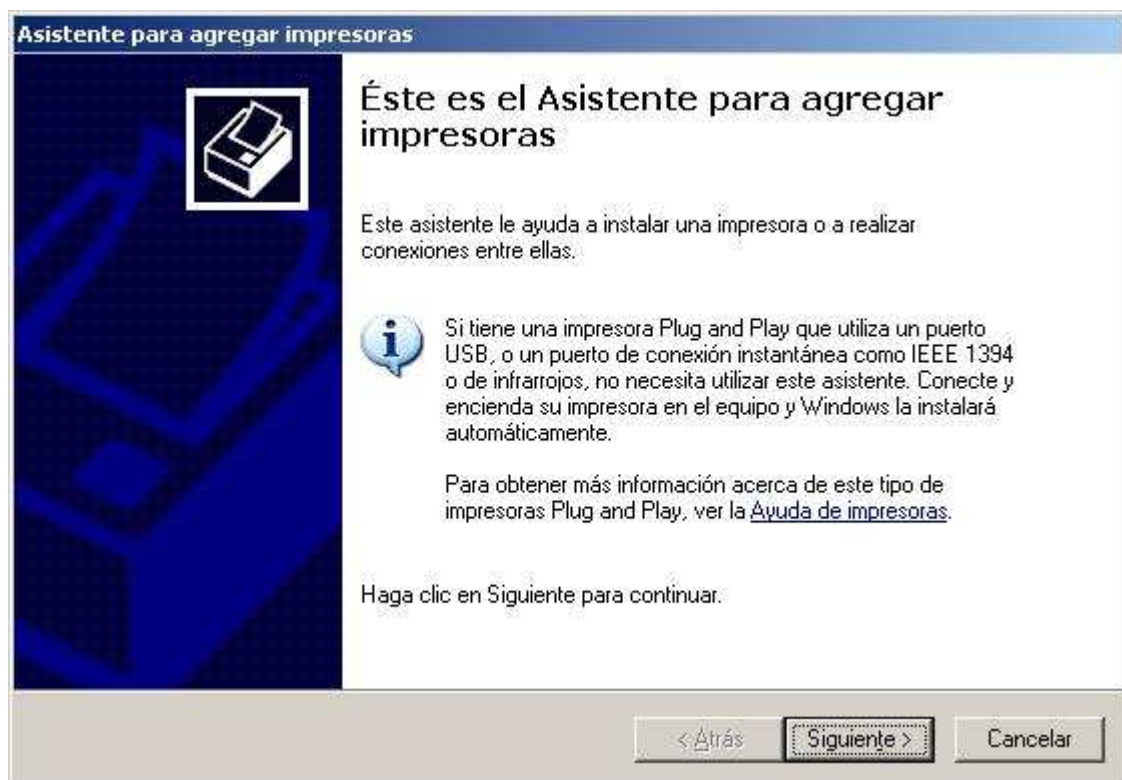 Asistente para agregar impresoras
Éste es el Asistente para agregar
impresoras
Este asistente le ayuda a instalar una impresora o a realizar
conexiones entre ellas.
Si tiene una impresora Plug and Play que utiliza un puerto
USB, o un puerto de conexión instantánea como IEEE 1394
o de infrarrojos, no necesita utilizar este asistente. Conecte y
encienda su impresora en el equipo y Windows la instalará
automáticamente.
Para obtener más información acerca de este tipo de
impresoras Plug and Play, ver la Ayuda de impresoras.
Haga clic en Siguiente para continuar.
< Atrás
Siguiente >
Cancelar